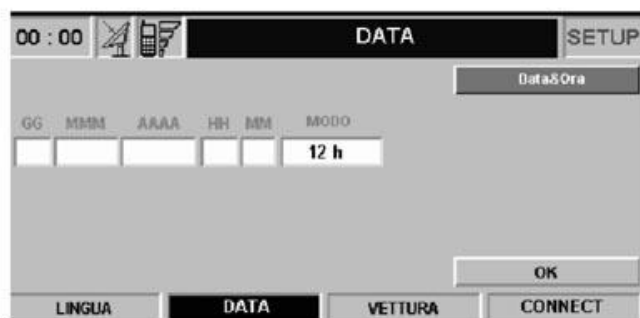 00 : 00 DATA SETUP
Data&Ora
GG MMM AAAA HH MM MODO
12 h
OK
LINGUA DATA VETTURA CONNECT